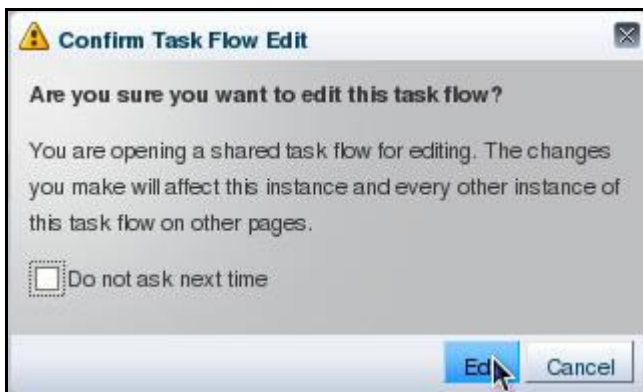 Confirm Task Flow Edit
Are you sure you want to edit this task flow?
You are opening a shared task flow for editing. The changes
you make will affect this instance and every other instance of
this task flow on other pages.
Do not ask next time
Edit Cancel